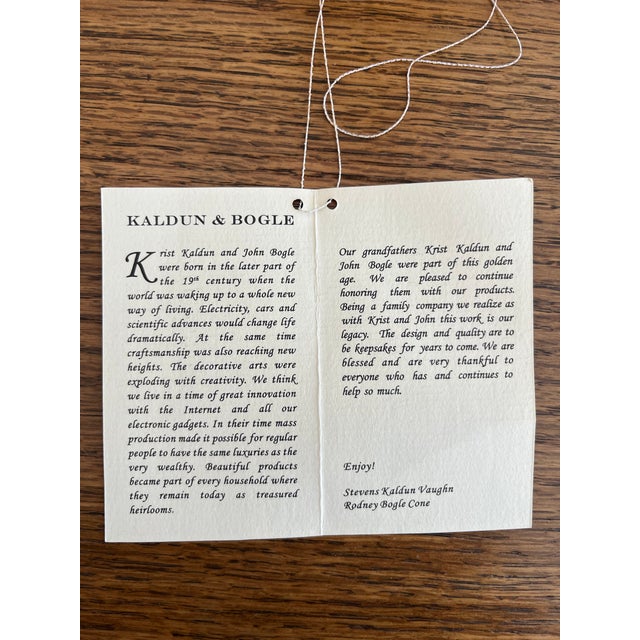 KALDUN & BOGLE
Krist Kaldun and John Bogle
were born in the later part of
the 19th century when the
world was waking up to a whole new
way of living. Electricity, cars and
scientific advances would change life
dramatically. At the same time
craftsmanship was also reaching new
heights. The decorative arts were
exploding with creativity. We think
we live in a time of great innovation
with the Internet and all our
electronic gadgets. In their time mass
production made it possible for regular
people to have the same luxuries as the
very wealthy. Beautiful products
became part of every household where
they remain today as treasured
heirlooms.
Our grandfathers Krist Kaldun and
John Bogle were part of this golden
age. We are pleased to continue
honoring them with our products.
Being a family company we realize as
with Krist and John this work is our
legacy. The design and quality are to
be keepsakes for years to come. We are
blessed and are very thankful to
everyone who has and continues to
help so much.
Enjoy!
Stevens Kaldun Vaughn
Rodney Bogle Cone